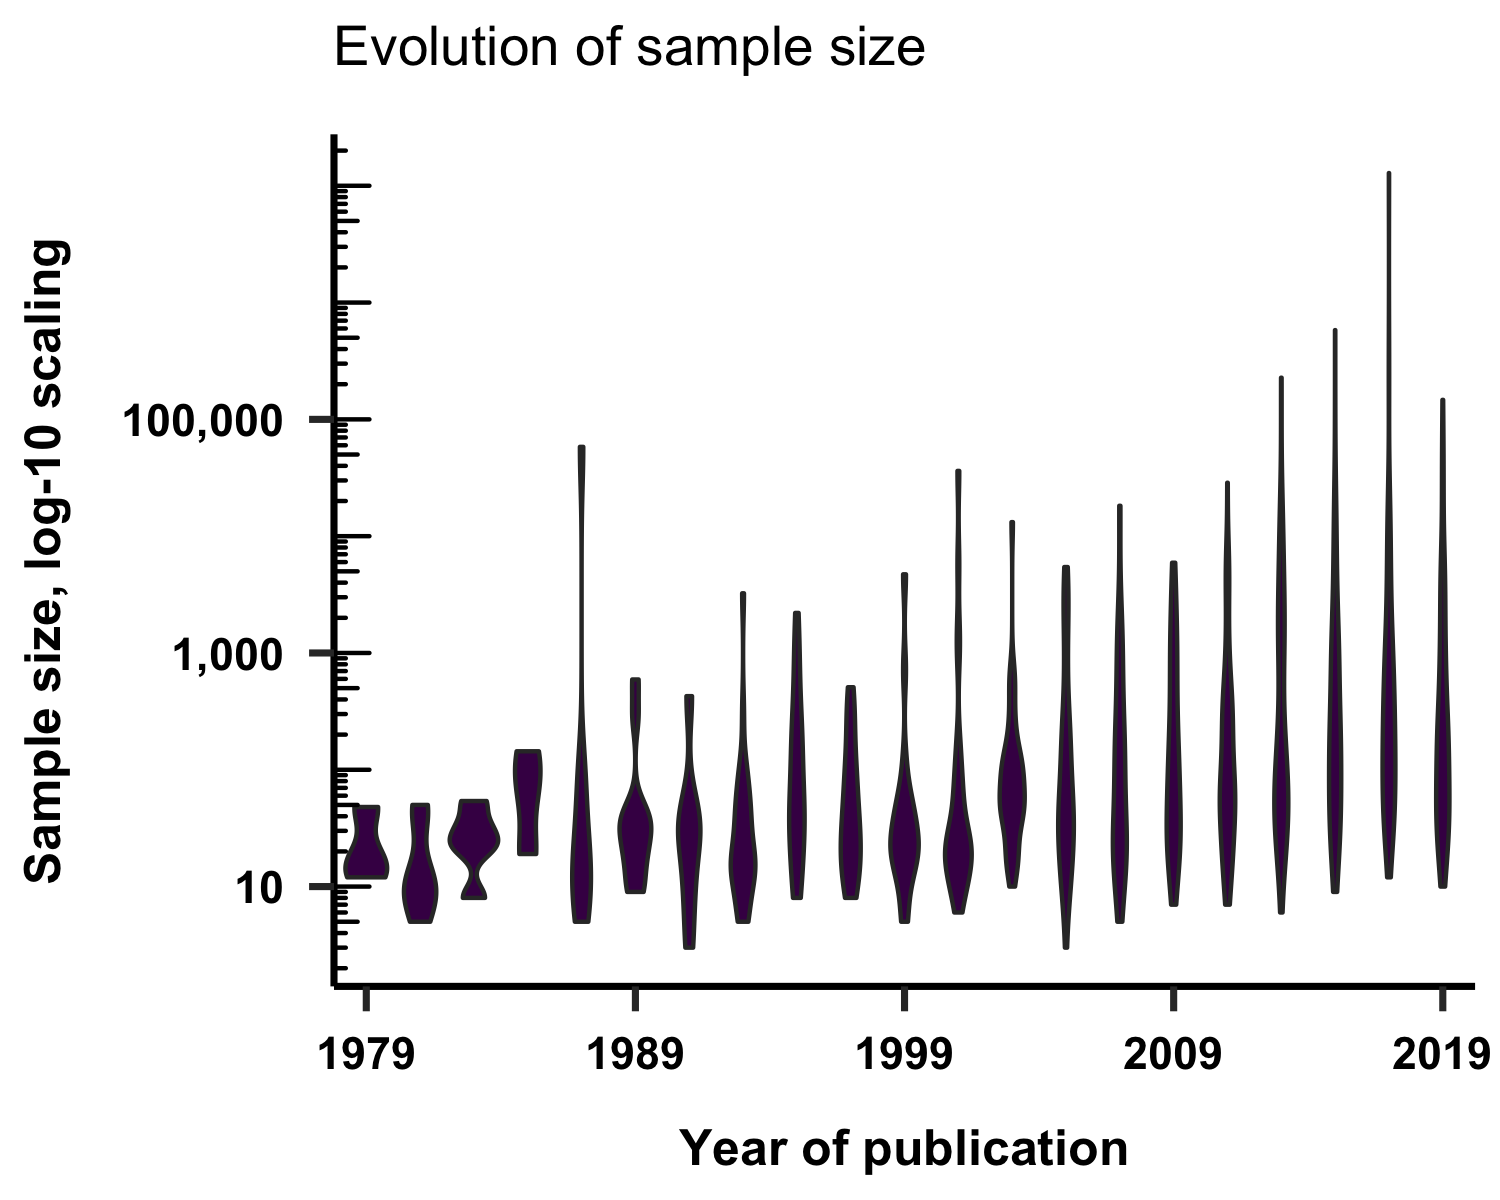 Evolution of sample size
Sample size, log-10 scaling
100,000
1,000
10
1979
1989
1999
2009
2019
Year of publication